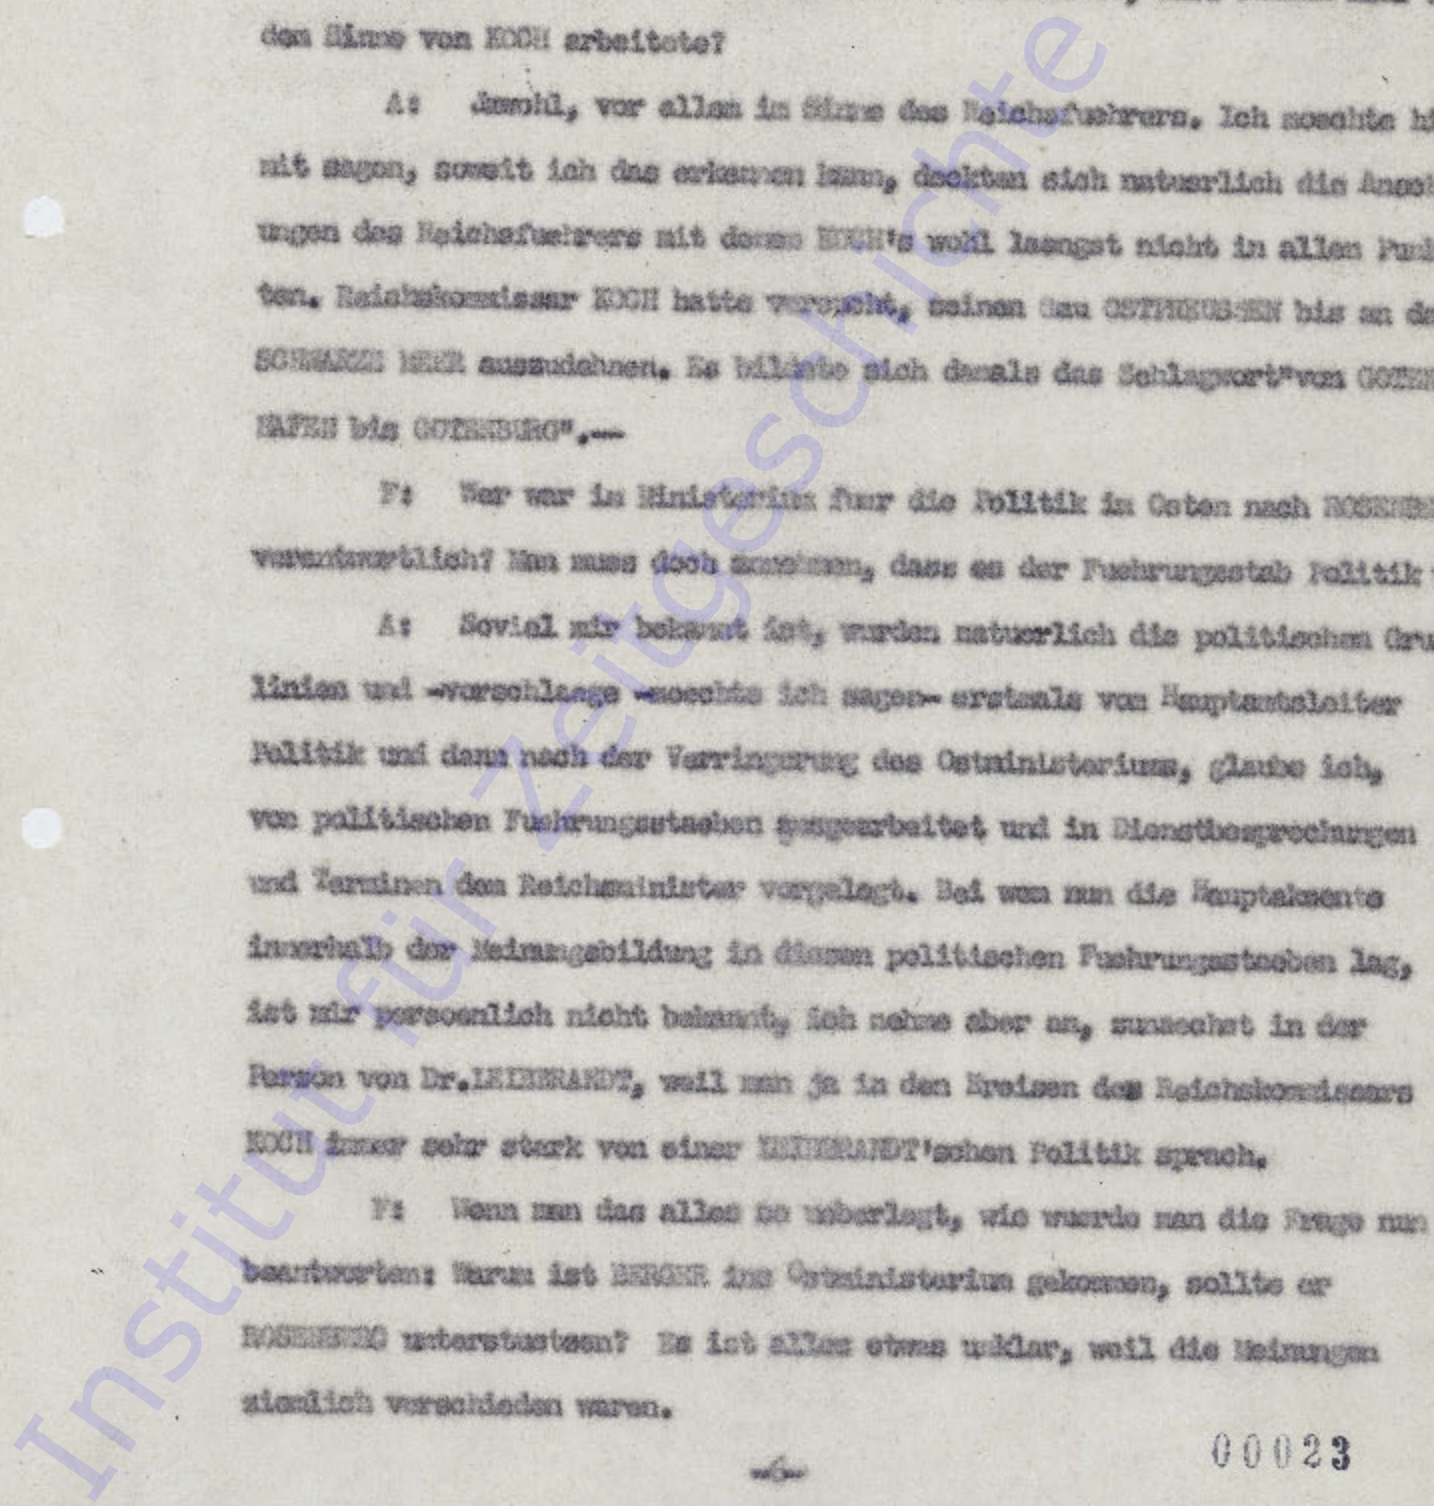 den Sinne von KOCH arbeitete?
A: Jawohl, vor allem im Sinne des Reichsfuehrers. Ich moechte hi
mit sagen, soweit ich das erkennen kann, deckten sich natuerlich die Ansch
ungen des Reichsfuehrers mit denen KOCH's wohl laengst nicht in allen Punk
ten. Reichskommissar KOCH hatte versucht, seinen Gau OSTPREUSSEN bis an da
SCHWARZE MEER auszudehnen. Es bildete sich damals das Schlagwort"von GOTEN
HAFEN bis GOTENBURG".--
F: Wer war im Ministerium fuer die Politik im Osten nach ROSENBE
verantwortlich? Man muss doch annehmen, dass es der Fuehrungsstab Politik
A: Soviel mir bekannt ist, wurden natuerlich die politischen Gru
linien und -vorschlaege -moechte ich sagen- erstmals vom Hauptamtsleiter
Politik und dann nach der Verringerung des Ostministeriums, glaube ich,
von politischen Fuehrungsstaeben ausgearbeitet und in Dienstbesprechungen
und Terminen dem Reichsminister vorgelegt. Bei wem nun die Hauptakzente
innerhalb der Meinungsbildung in diesen politischen Fuehrungsstaeben lag,
ist mir persoenlich nicht bekannt, ich nehme aber an, zunaechst in der
Person von Dr.LEIBBRANDT, weil man ja in den Kreisen des Reichskommissars
KOCH immer sehr stark von einer LEIBBRANDT'schen Politik sprach.
F: Wenn man das alles so ueberlegt, wie wuerde man die Frage nun
beantworten: Warum ist BERGER ins Ostministerium gekommen, sollte er
ROSENBERG unterstuetzen? Es ist alles etwas unklar, weil die Meinungen
ziemlich verschieden waren.
-6-
00023
Institut für Zeitgeschichte